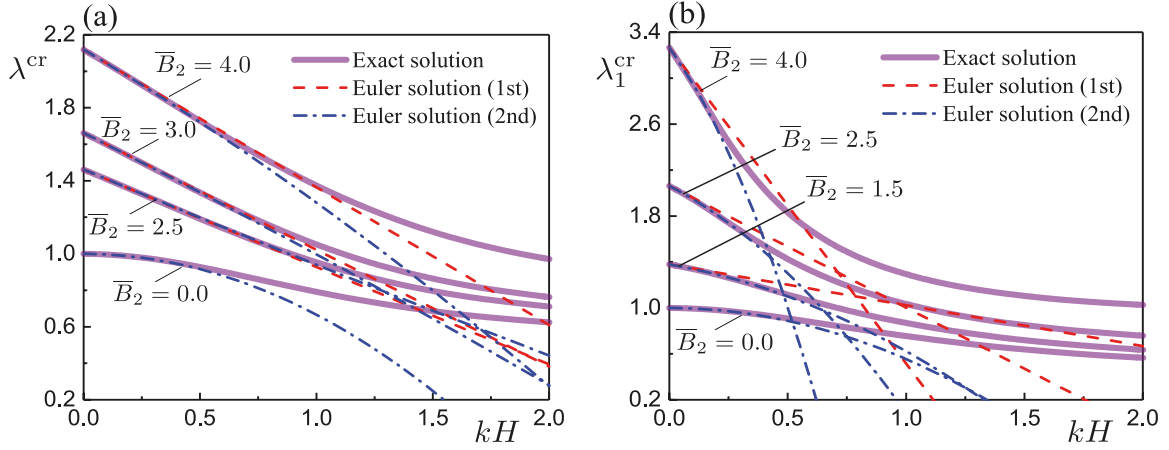 (a)
λ^cr
2.2
1.8
1.4
1.0
0.6
0.2
0.0
0.5
1.0
1.5
2.0
kH
B̅₂ = 4.0
B̅₂ = 3.0
B̅₂ = 2.5
B̅₂ = 0.0
Exact solution
Euler solution (1st)
Euler solution (2nd)
(b)
λ₁^cr
3.4
2.6
1.8
1.0
0.2
0.0
0.5
1.0
1.5
2.0
kH
B̅₂ = 4.0
B̅₂ = 2.5
B̅₂ = 1.5
B̅₂ = 0.0
Exact solution
Euler solution (1st)
Euler solution (2nd)